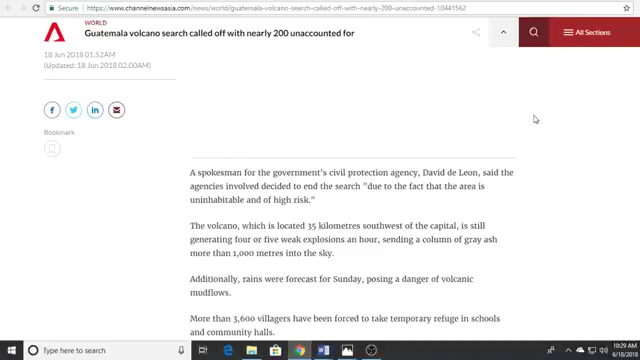 Secure
https://www.channelnewsasia.com/news/world/guatemala-volcano-search-called-off-with-nearly-200-unaccounted-10441562
WORLD
Guatemala volcano search called off with nearly 200 unaccounted for
All Sections
18 Jun 2018 01:52AM
(Updated: 18 Jun 2018 02:00AM)
Bookmark
A spokesman for the government's civil protection agency, David de Leon, said the
agencies involved decided to end the search "due to the fact that the area is
uninhabitable and of high risk."
The volcano, which is located 35 kilometres southwest of the capital, is still
generating four or five weak explosions an hour, sending a column of gray ash
more than 1,000 metres into the sky.
Additionally, rains were forecast for Sunday, posing a danger of volcanic
mudflows.
More than 3,600 villagers have been forced to take temporary refuge in schools
and community halls.
Type here to search
10:29 AM
6/18/2018